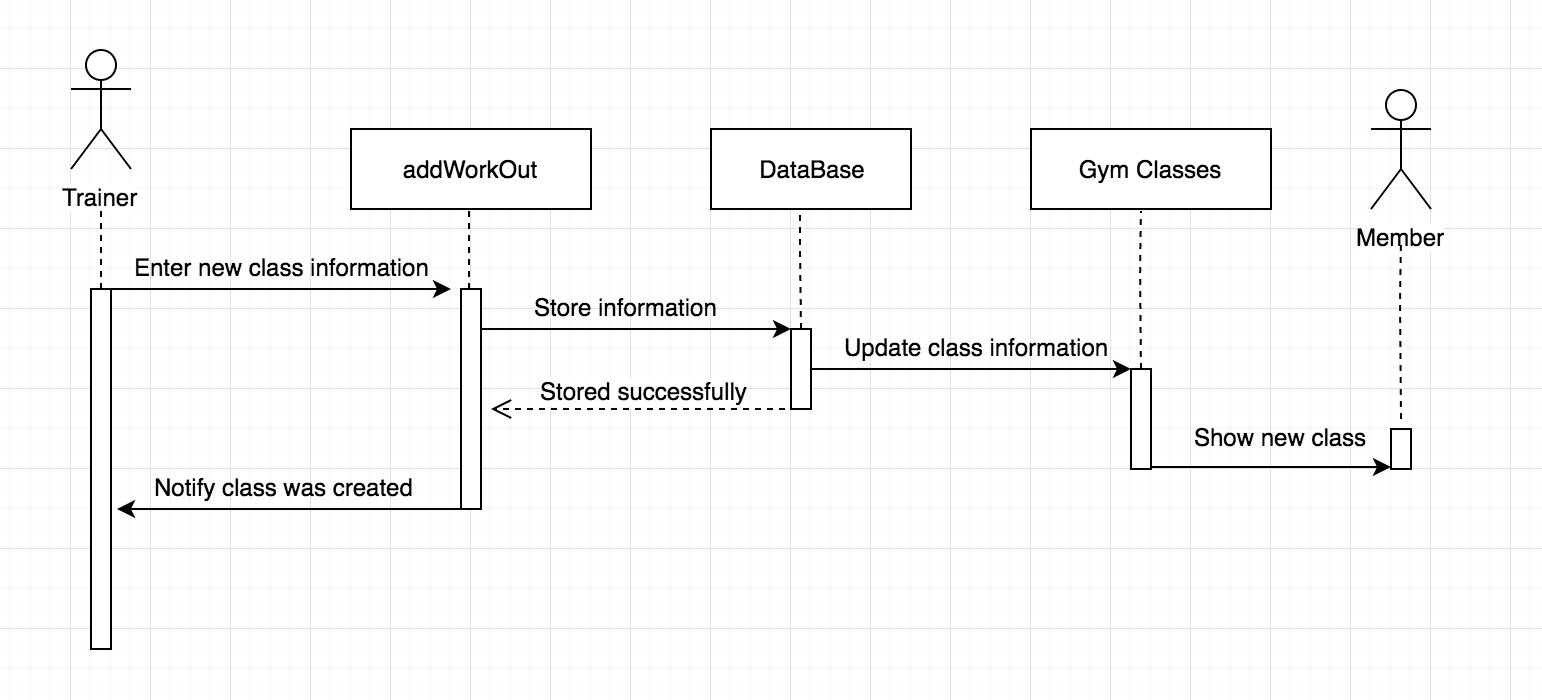 Trainer
addWorkOut
DataBase
Gym Classes
Member
Enter new class information
Store information
Update class information
Stored successfully
Show new class
Notify class was created